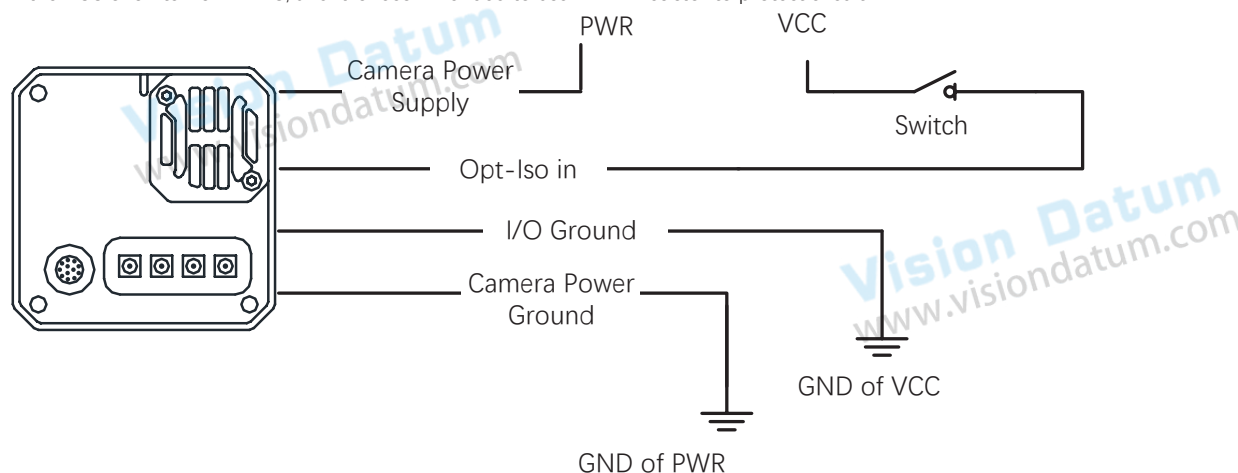 PWR
VCC
Camera Power
Supply
Switch
Opt-Iso in
I/O Ground
Camera Power
Ground
GND of VCC
GND of PWR
Vision Datum
www.visiondatum.com
Vision Datum
www.visiondatum.com